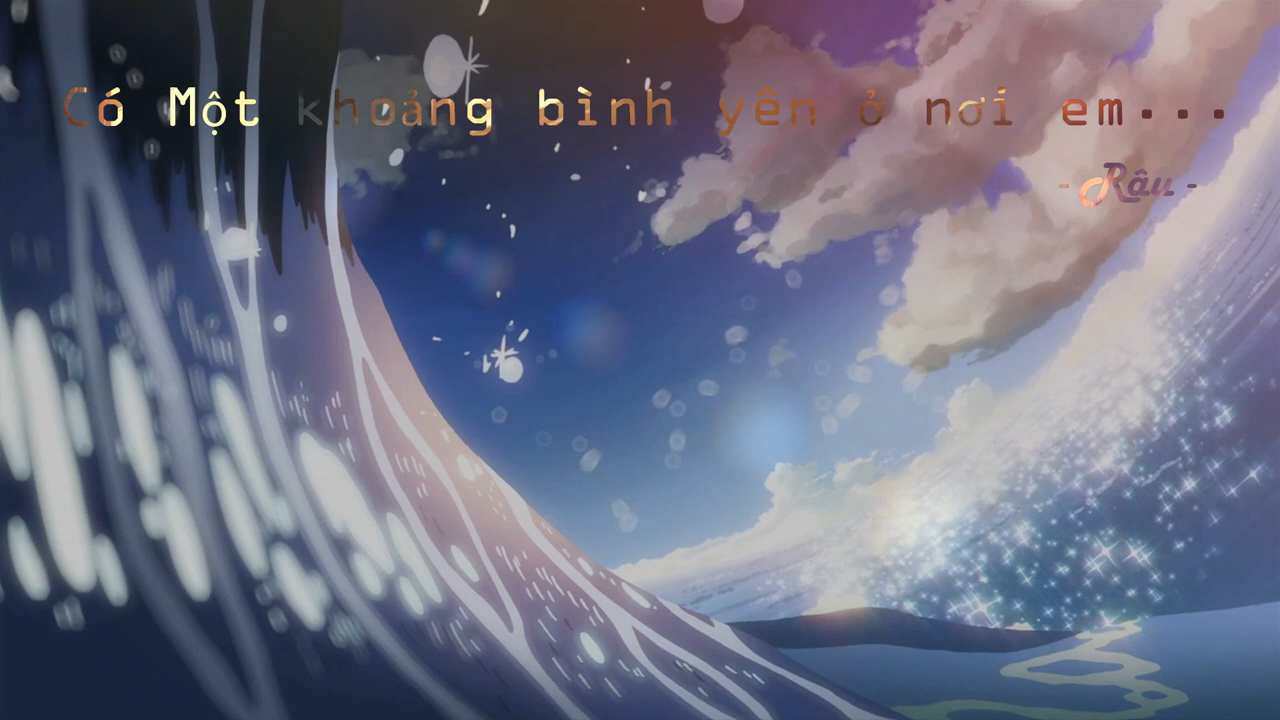 Có Một khoảng bình yên ở nơi em...
- Râu -